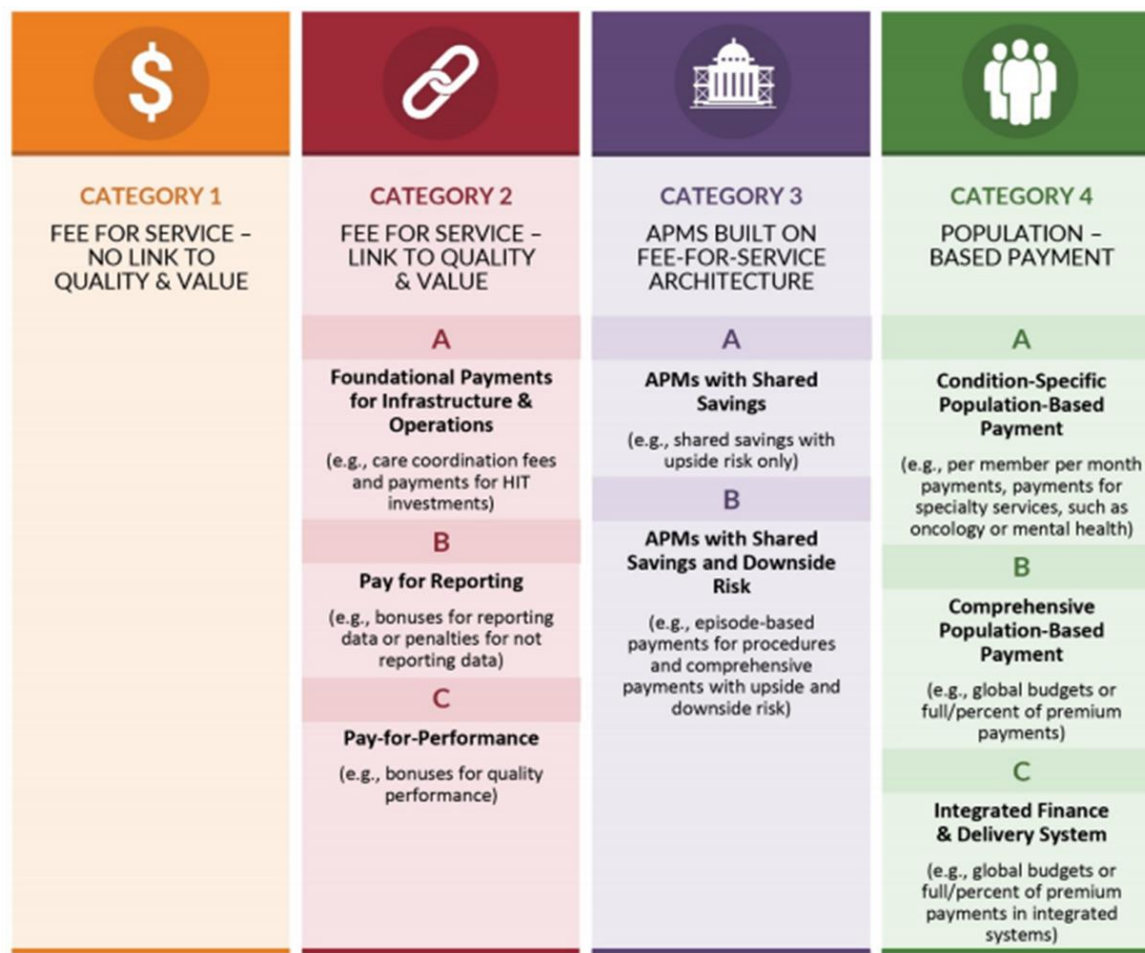 $
CATEGORY 1
FEE FOR SERVICE –
NO LINK TO
QUALITY & VALUE
CATEGORY 2
FEE FOR SERVICE –
LINK TO QUALITY
& VALUE
A
Foundational Payments
for Infrastructure &
Operations
(e.g., care coordination fees
and payments for HIT
investments)
B
Pay for Reporting
(e.g., bonuses for reporting
data or penalties for not
reporting data)
C
Pay-for-Performance
(e.g., bonuses for quality
performance)
CATEGORY 3
APMS BUILT ON
FEE-FOR-SERVICE
ARCHITECTURE
A
APMs with Shared
Savings
(e.g., shared savings with
upside risk only)
B
APMs with Shared
Savings and Downside
Risk
(e.g., episode-based
payments for procedures
and comprehensive
payments with upside and
downside risk)
CATEGORY 4
POPULATION –
BASED PAYMENT
A
Condition-Specific
Population-Based
Payment
(e.g., per member per month
payments, payments for
specialty services, such as
oncology or mental health)
B
Comprehensive
Population-Based
Payment
(e.g., global budgets or
full/percent of premium
payments)
C
Integrated Finance
& Delivery System
(e.g., global budgets or
full/percent of premium
payments in integrated
systems)